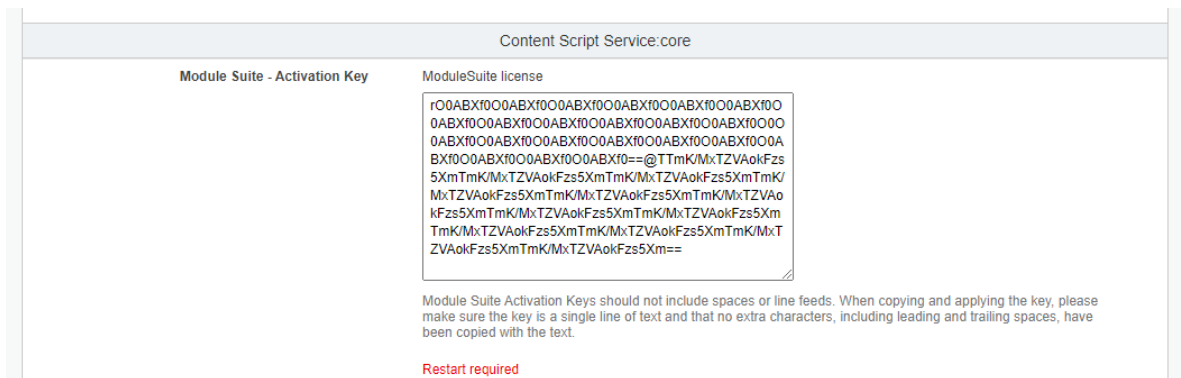 Content Script Service:core
Module Suite - Activation Key
ModuleSuite license
rO0ABXf0O0ABXf0O0ABXf0O0ABXf0O0ABXf0O0ABXf0O
0ABXf0O0ABXf0O0ABXf0O0ABXf0O0ABXf0O0ABXf0O0O
0ABXf0O0ABXf0O0ABXf0O0ABXf0O0ABXf0O0ABXf0O0A
BXf0O0ABXf0O0ABXf0O0ABXf0==@TTmK/MxTZVAokFzs
5XmTmK/MxTZVAokFzs5XmTmK/MxTZVAokFzs5XmTmK/
MxTZVAokFzs5XmTmK/MxTZVAokFzs5XmTmK/MxTZVAo
kFzs5XmTmK/MxTZVAokFzs5XmTmK/MxTZVAokFzs5Xm
TmK/MxTZVAokFzs5XmTmK/MxTZVAokFzs5XmTmK/MxT
ZVAokFzs5XmTmK/MxTZVAokFzs5Xm==
Module Suite Activation Keys should not include spaces or line feeds. When copying and applying the key, please
make sure the key is a single line of text and that no extra characters, including leading and trailing spaces, have
been copied with the text.
Restart required